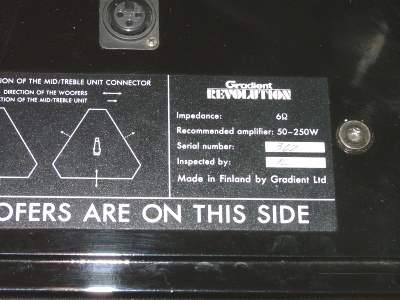 ION OF THE MID/TREBLE UNIT CONNECTOR
DIRECTION OF THE WOOFERS
TION OF THE MID/TREBLE UNIT
Gradient
REVOLUTION
Impedance: 6Ω
Recommended amplifier: 50-250W
Serial number:
Inspected by:
Made in Finland by Gradient Ltd
OOFERS ARE ON THIS SIDE